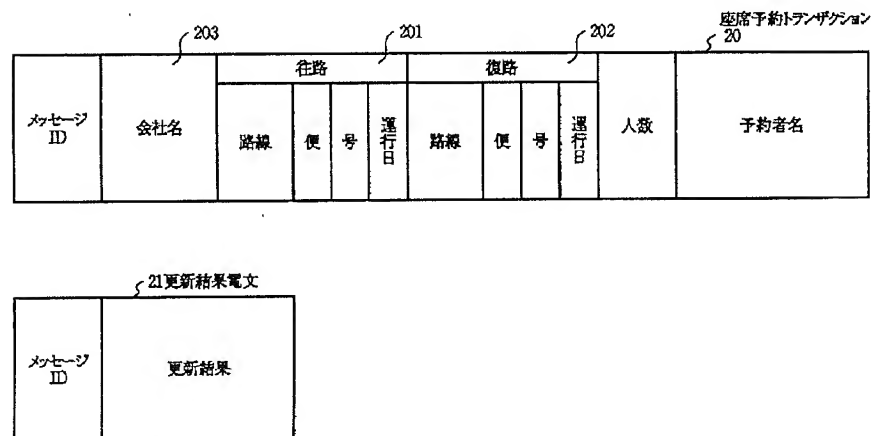 座席予約トランザクション
203
201
202
20
往路
復路
メッセージ
ID
会社名
路線
便
号
運行日
路線
便
号
運行日
人数
予約者名
21更新結果電文
メッセージ
ID
更新結果